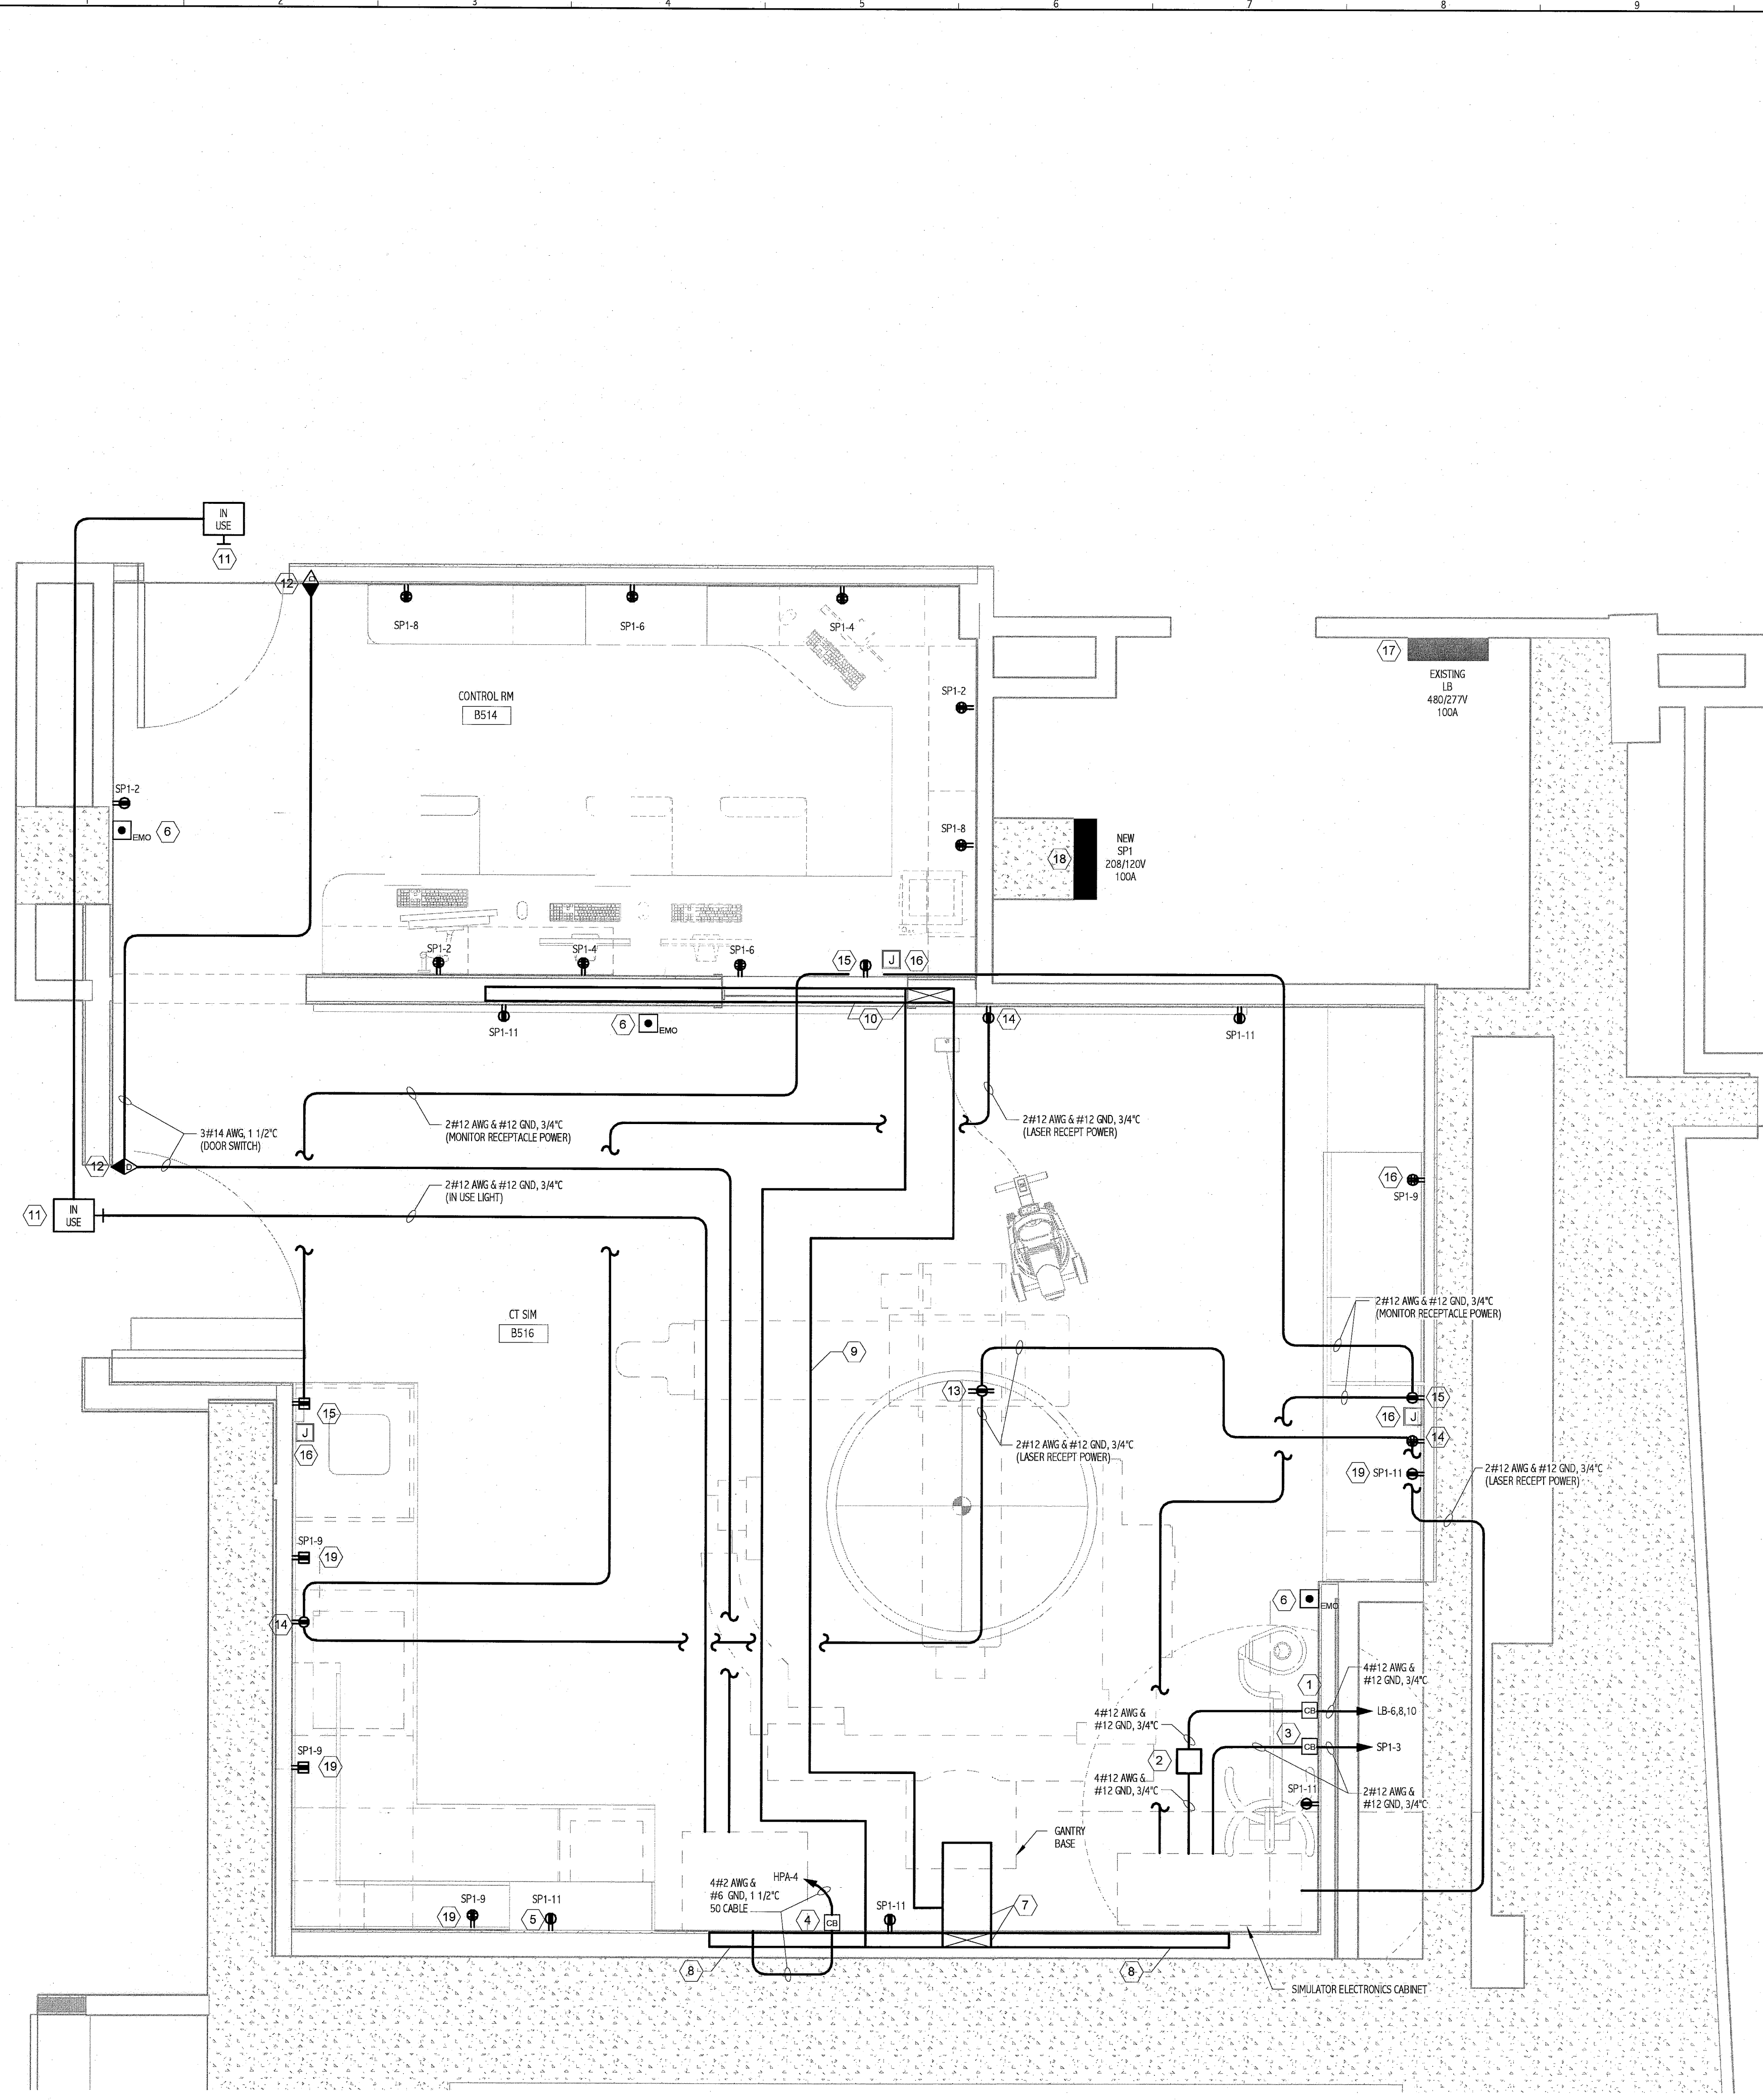 2 3 4 5 6 7 8 9
IN
USE
11
12
SP1-8
SP1-6
SP1-4
17
EXISTING
LB
480/277V
100A
CONTROL RM
B514
SP1-2
SP1-2
EMO
6
SP1-8
18
NEW
SP1
208/120V
100A
SP1-2
SP1-4
SP1-6
15
J
16
SP1-11
6
EMO
10
14
SP1-11
3#14 AWG, 1 1/2"C
(DOOR SWITCH)
2#12 AWG & #12 GND, 3/4"C
(MONITOR RECEPTACLE POWER)
2#12 AWG & #12 GND, 3/4"C
(LASER RECEPT POWER)
12
D
16
SP1-9
2#12 AWG & #12 GND, 3/4"C
(IN USE LIGHT)
11
IN
USE
CT SIM
B516
2#12 AWG & #12 GND, 3/4"C
(MONITOR RECEPTACLE POWER)
9
13
15
15
J
16
16
J
14
2#12 AWG & #12 GND, 3/4"C
(LASER RECEPT POWER)
19
SP1-11
2#12 AWG & #12 GND, 3/4"C
(LASER RECEPT POWER)
SP1-9
19
6
EMO
14
4#12 AWG &
#12 GND, 3/4"C
1
CB
LB-6,8,10
4#12 AWG &
#12 GND, 3/4"C
3
CB
SP1-3
2
SP1-9
19
4#12 AWG &
#12 GND, 3/4"C
SP1-11
2#12 AWG &
#12 GND, 3/4"C
GANTRY
BASE
4#2 AWG &
#6 GND, 1 1/2"C
50 CABLE
HPA-4
SP1-9
19
SP1-11
5
4
CB
SP1-11
7
8
8
SIMULATOR ELECTRONICS CABINET